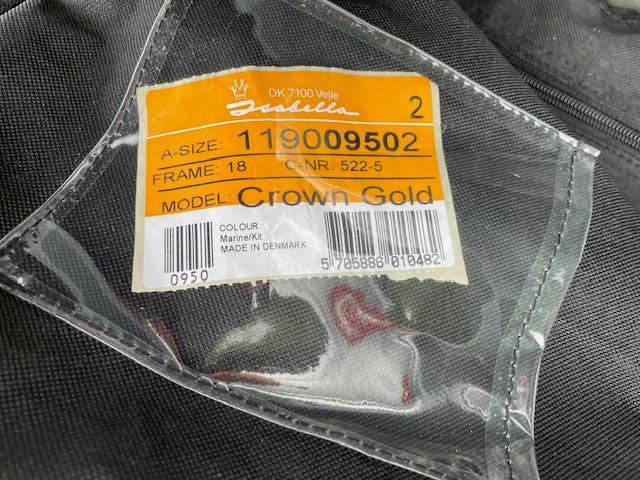 DK 7100 Vejle
Isabella
2
A-SIZE: 119009502
FRAME: 18 C-NR: 522-5
MODEL: Crown Gold
COLOUR:
Marine/Kit
MADE IN DENMARK
0950
5 705886 010482